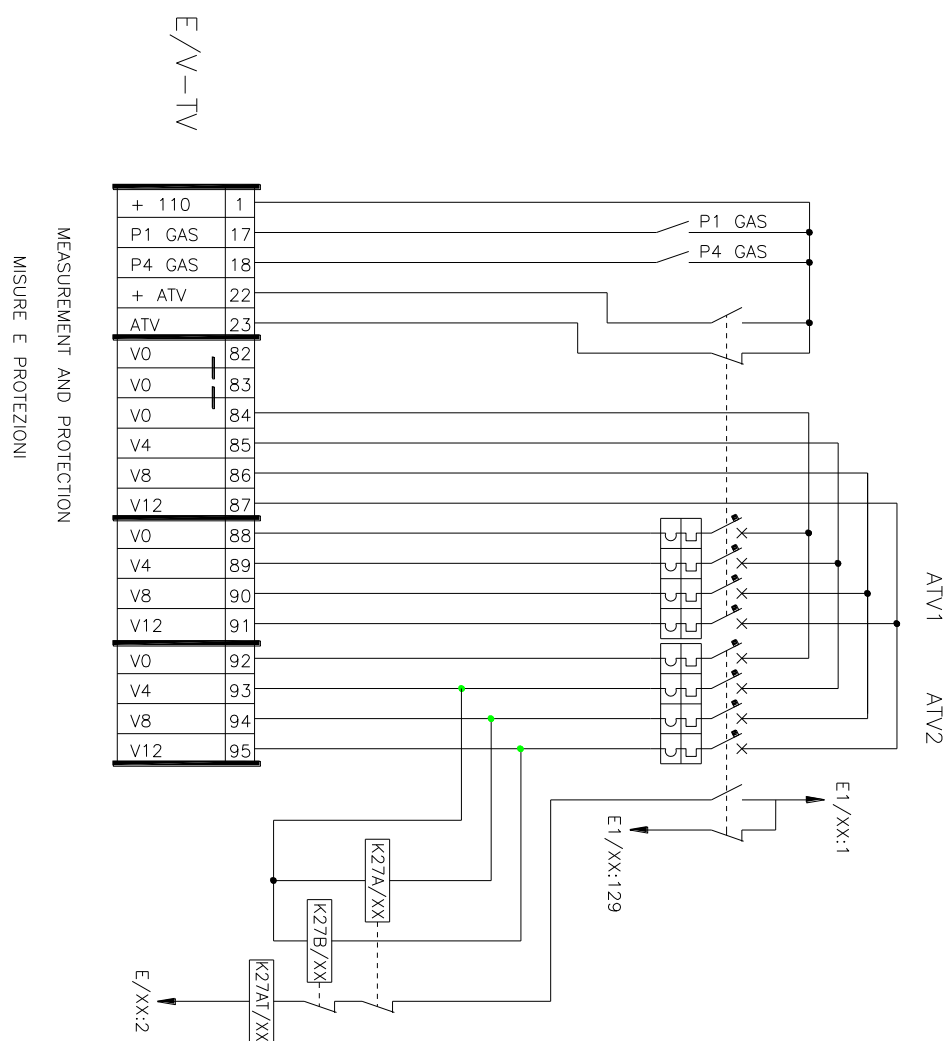 E/V-TV
MEASUREMENT AND PROTECTION
MISURE E PROTEZIONI
+ 110 1
P1 GAS 17
P4 GAS 18
+ ATV 22
ATV 23
V0 82
V0 83
V0 84
V4 85
V8 86
V12 87
V0 88
V4 89
V8 90
V12 91
V0 92
V4 93
V8 94
V12 95
P1 GAS
P4 GAS
ATV1
ATV2
E1/XX:1
E1/XX:129
K27A/XX
K27B/XX
K27AT/XX
E/XX:2